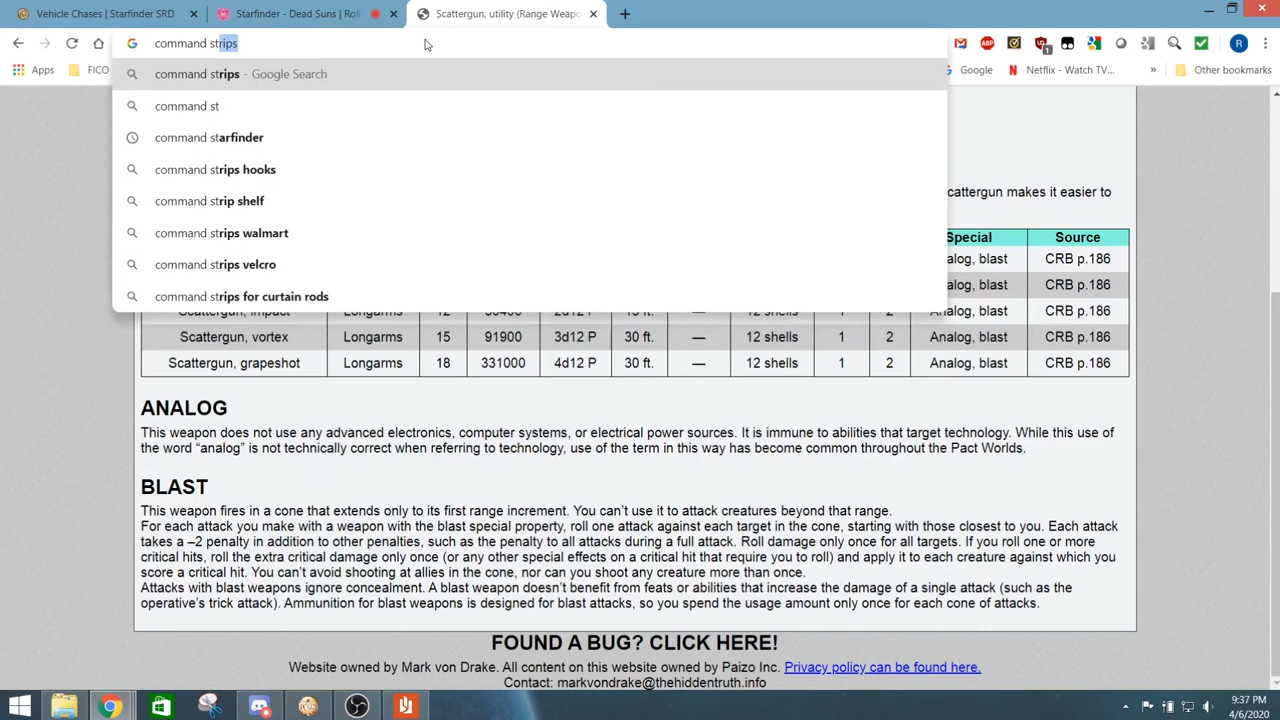 Vehicle Chases | Starfinder SRD
Starfinder - Dead Suns | Roll
Scattergun, utility (Range Weapo
command strips
R
Apps
FICO
Google
Netflix - Watch TV...
»
Other bookmarks
command strips - Google Search
command st
command starfinder
command strips hooks
command strip shelf
command strips walmart
command strips velcro
command strips for curtain rods
cattergun makes it easier to
Special Source
alog, blast CRB p.186
alog, blast CRB p.186
Scattergun, impact Longarms 12 2d12 P 15 ft. — 12 shells 1 2 Analog, blast CRB p.186
Scattergun, vortex Longarms 15 91900 3d12 P 30 ft. — 12 shells 1 2 Analog, blast CRB p.186
Scattergun, grapeshot Longarms 18 331000 4d12 P 30 ft. — 12 shells 1 2 Analog, blast CRB p.186
ANALOG
This weapon does not use any advanced electronics, computer systems, or electrical power sources. It is immune to abilities that target technology. While this use of
the word “analog” is not technically correct when referring to technology, use of the term in this way has become common throughout the Pact Worlds.
BLAST
This weapon fires in a cone that extends only to its first range increment. You can’t use it to attack creatures beyond that range.
For each attack you make with a weapon with the blast special property, roll one attack against each target in the cone, starting with those closest to you. Each attack
takes a –2 penalty in addition to other penalties, such as the penalty to all attacks during a full attack. Roll damage only once for all targets. If you roll one or more
critical hits, roll the extra critical damage only once (or any other special effects on a critical hit that require you to roll) and apply it to each creature against which you
score a critical hit. You can’t avoid shooting at allies in the cone, nor can you shoot any creature more than once.
Attacks with blast weapons ignore concealment. A blast weapon doesn’t benefit from feats or abilities that increase the damage of a single attack (such as the
operative’s trick attack). Ammunition for blast weapons is designed for blast attacks, so you spend the usage amount only once for each cone of attacks.
FOUND A BUG? CLICK HERE!
Website owned by Mark von Drake. All content on this website owned by Paizo Inc. Privacy policy can be found here.
Contact: markvondrake@thehiddentruth.info
9:37 PM
4/6/2020